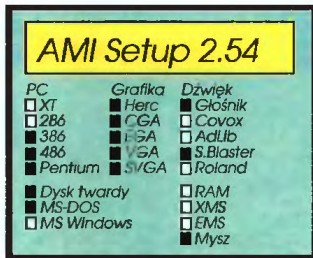 AMI Setup 2.54
PC Grafika Dźwięk
XT Herc Głośnik
286 CGA Covox
386 EGA AdLib
486 VGA S.Blaster
Pentium SVGA Roland
Dysk twardy RAM
MS-DOS XMS
MS Windows EMS
Mysz